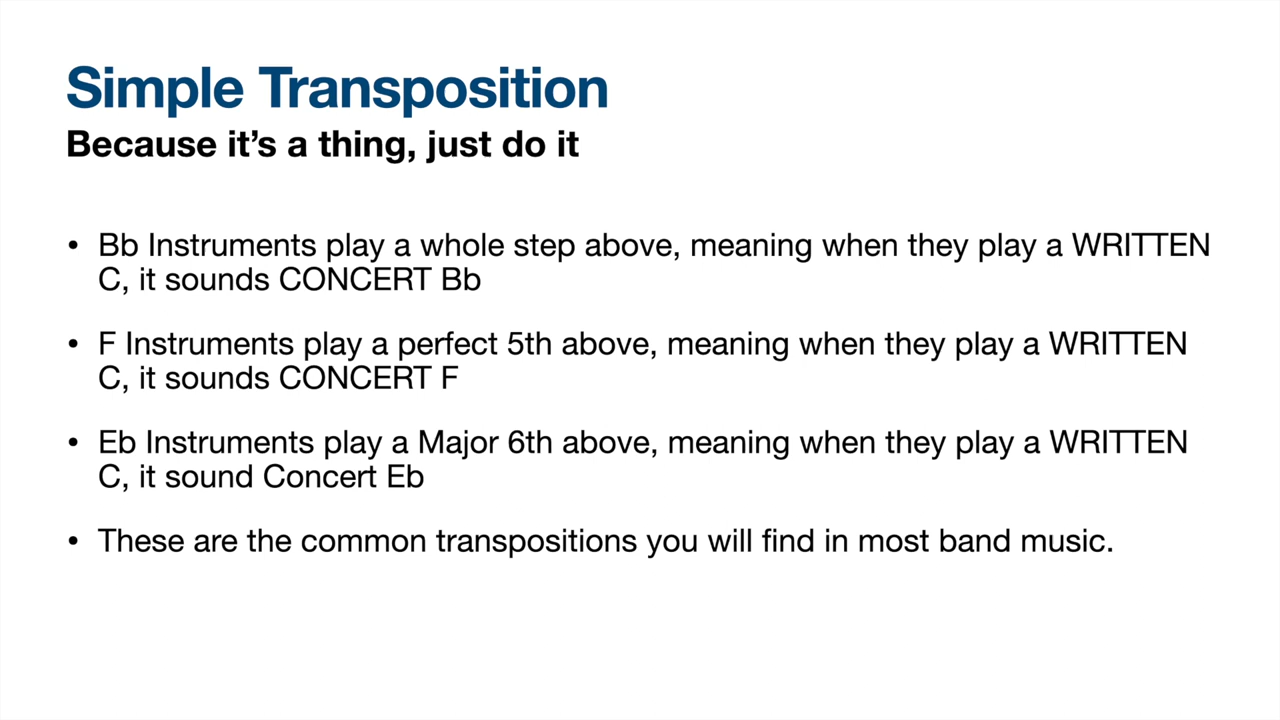 Simple Transposition
Because it's a thing, just do it
• Bb Instruments play a whole step above, meaning when they play a WRITTEN
C, it sounds CONCERT Bb
• F Instruments play a perfect 5th above, meaning when they play a WRITTEN
C, it sounds CONCERT F
• Eb Instruments play a Major 6th above, meaning when they play a WRITTEN
C, it sound Concert Eb
• These are the common transpositions you will find in most band music.